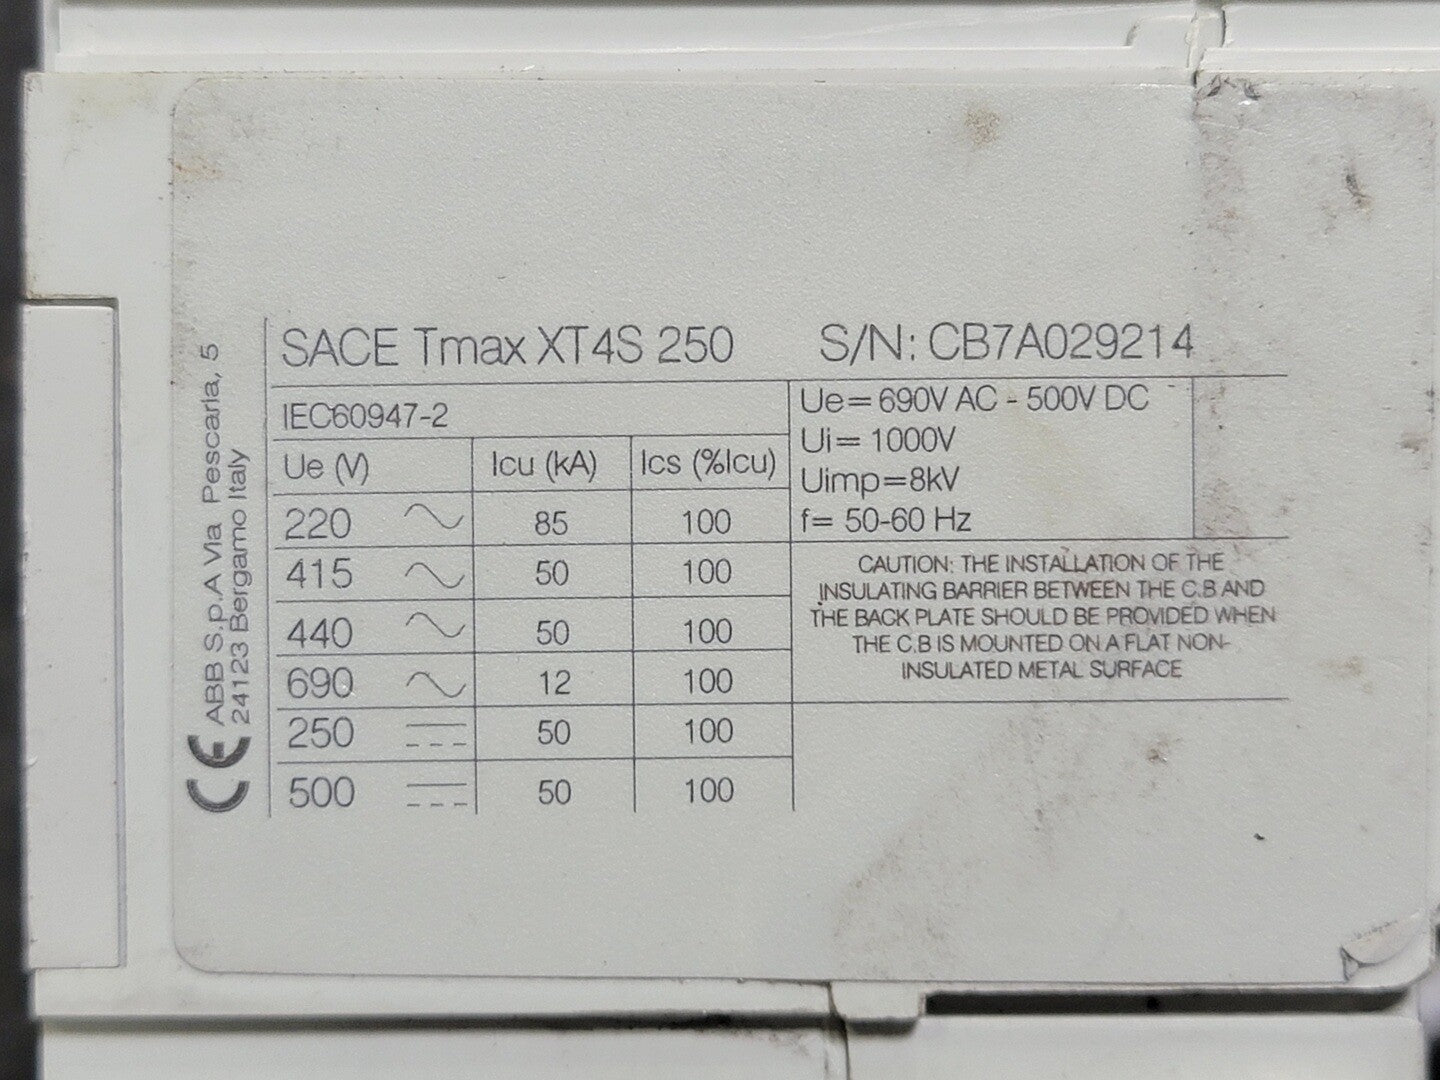 SACE Tmax XT4S 250 S/N: CB7A029214
IEC60947-2
Ue (V) Icu (kA) Ics (%Icu)
220 85 100
415 50 100
440 50 100
690 12 100
250 50 100
500 50 100
Ue= 690V AC - 500V DC
Ui= 1000V
Uimp=8kV
f= 50-60 Hz
CAUTION: THE INSTALLATION OF THE
INSULATING BARRIER BETWEEN THE C.B AND
THE BACK PLATE SHOULD BE PROVIDED WHEN
THE C.B IS MOUNTED ON A FLAT NON-
INSULATED METAL SURFACE
CE
ABB S.p.A Via Pescaria, 5
24123 Bergamo Italy